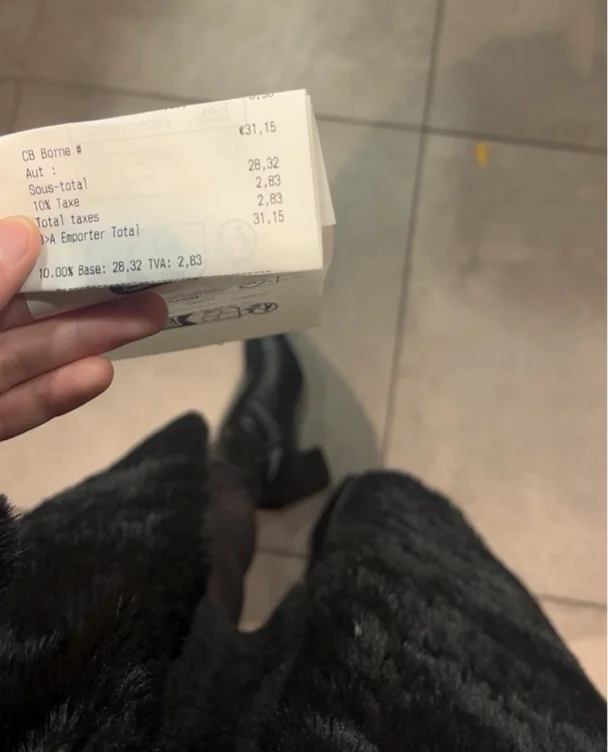 CB Borne # €31,15
Aut :
Sous-total 28,32
10% Taxe 2,83
Total taxes 2,83
>A Emporter Total 31,15
10.00% Base: 28,32 TVA: 2,83